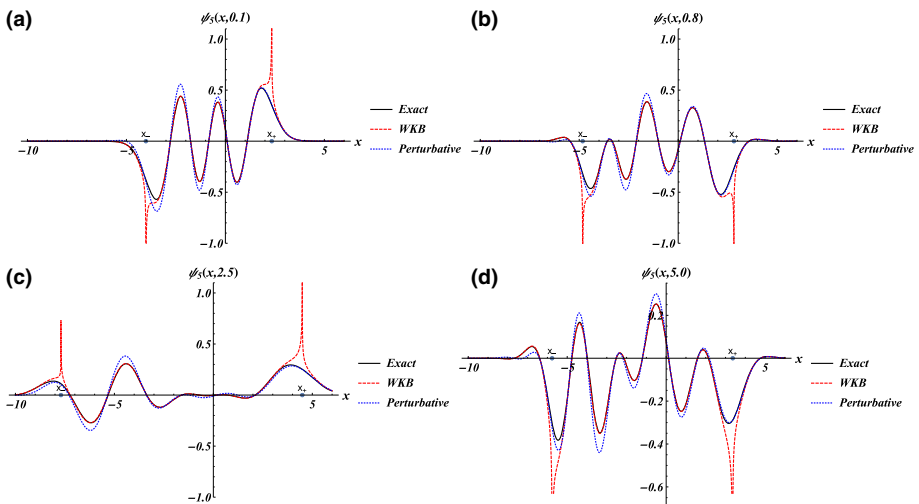 (a)
ψ5(x,0.1)
1.0
0.5
−0.5
−1.0
−10
−5
5
x−
x+
x
Exact
WKB
Perturbative
(b)
ψ5(x,0.8)
1.0
0.5
−0.5
−1.0
−10
−5
5
x−
x+
x
Exact
WKB
Perturbative
(c)
ψ5(x,2.5)
1.0
0.5
−0.5
−1.0
−10
−5
5
x−
x+
x
Exact
WKB
Perturbative
(d)
ψ5(x,5.0)
0.2
−0.2
−0.4
−0.6
−10
−5
5
x−
x+
x
Exact
WKB
Perturbative